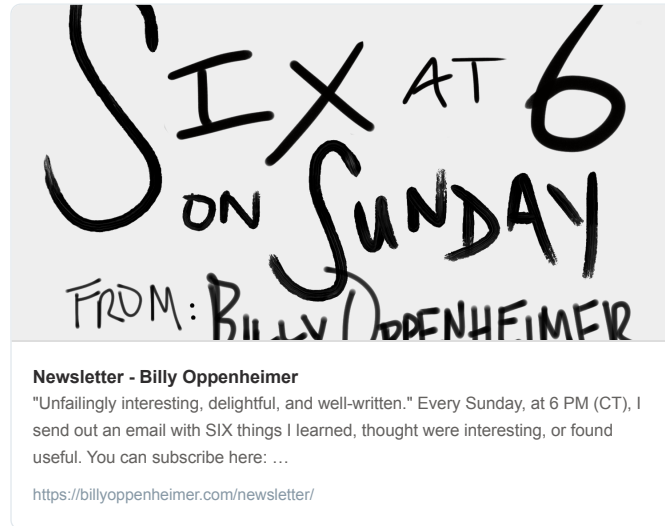 SIX AT 6
ON SUNDAY
FROM: BILLY OPPENHEIMER
Newsletter - Billy Oppenheimer
"Unfailingly interesting, delightful, and well-written." Every Sunday, at 6 PM (CT), I
send out an email with SIX things I learned, thought were interesting, or found
useful. You can subscribe here: …
https://billyoppenheimer.com/newsletter/